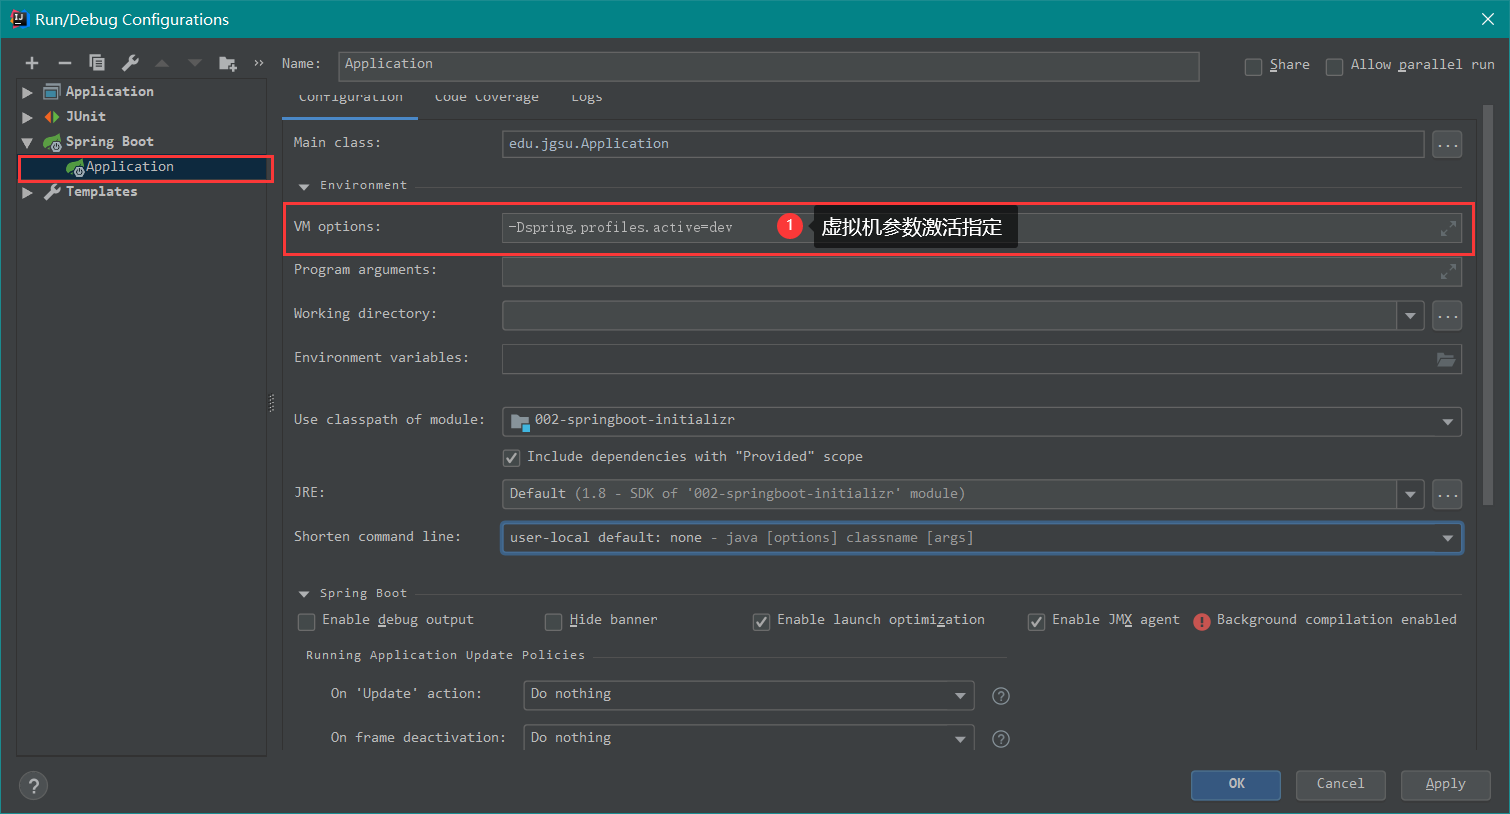 Run/Debug Configurations
Name: Application
Share
Allow parallel run
Application
JUnit
Spring Boot
Application
Templates
Configuration Code Coverage Logs
Main class: edu.jgsu.Application ...
Environment
VM options: -Dspring.profiles.active=dev 1 虚拟机参数激活指定
Program arguments:
Working directory: ...
Environment variables:
Use classpath of module: 002-springboot-initializr
Include dependencies with "Provided" scope
JRE: Default (1.8 - SDK of '002-springboot-initializr' module) ...
Shorten command line: user-local default: none - java [options] classname [args]
Spring Boot
Enable debug output Hide banner Enable launch optimization Enable JMX agent Background compilation enabled
Running Application Update Policies
On 'Update' action: Do nothing ?
On frame deactivation: Do nothing ?
? OK Cancel Apply